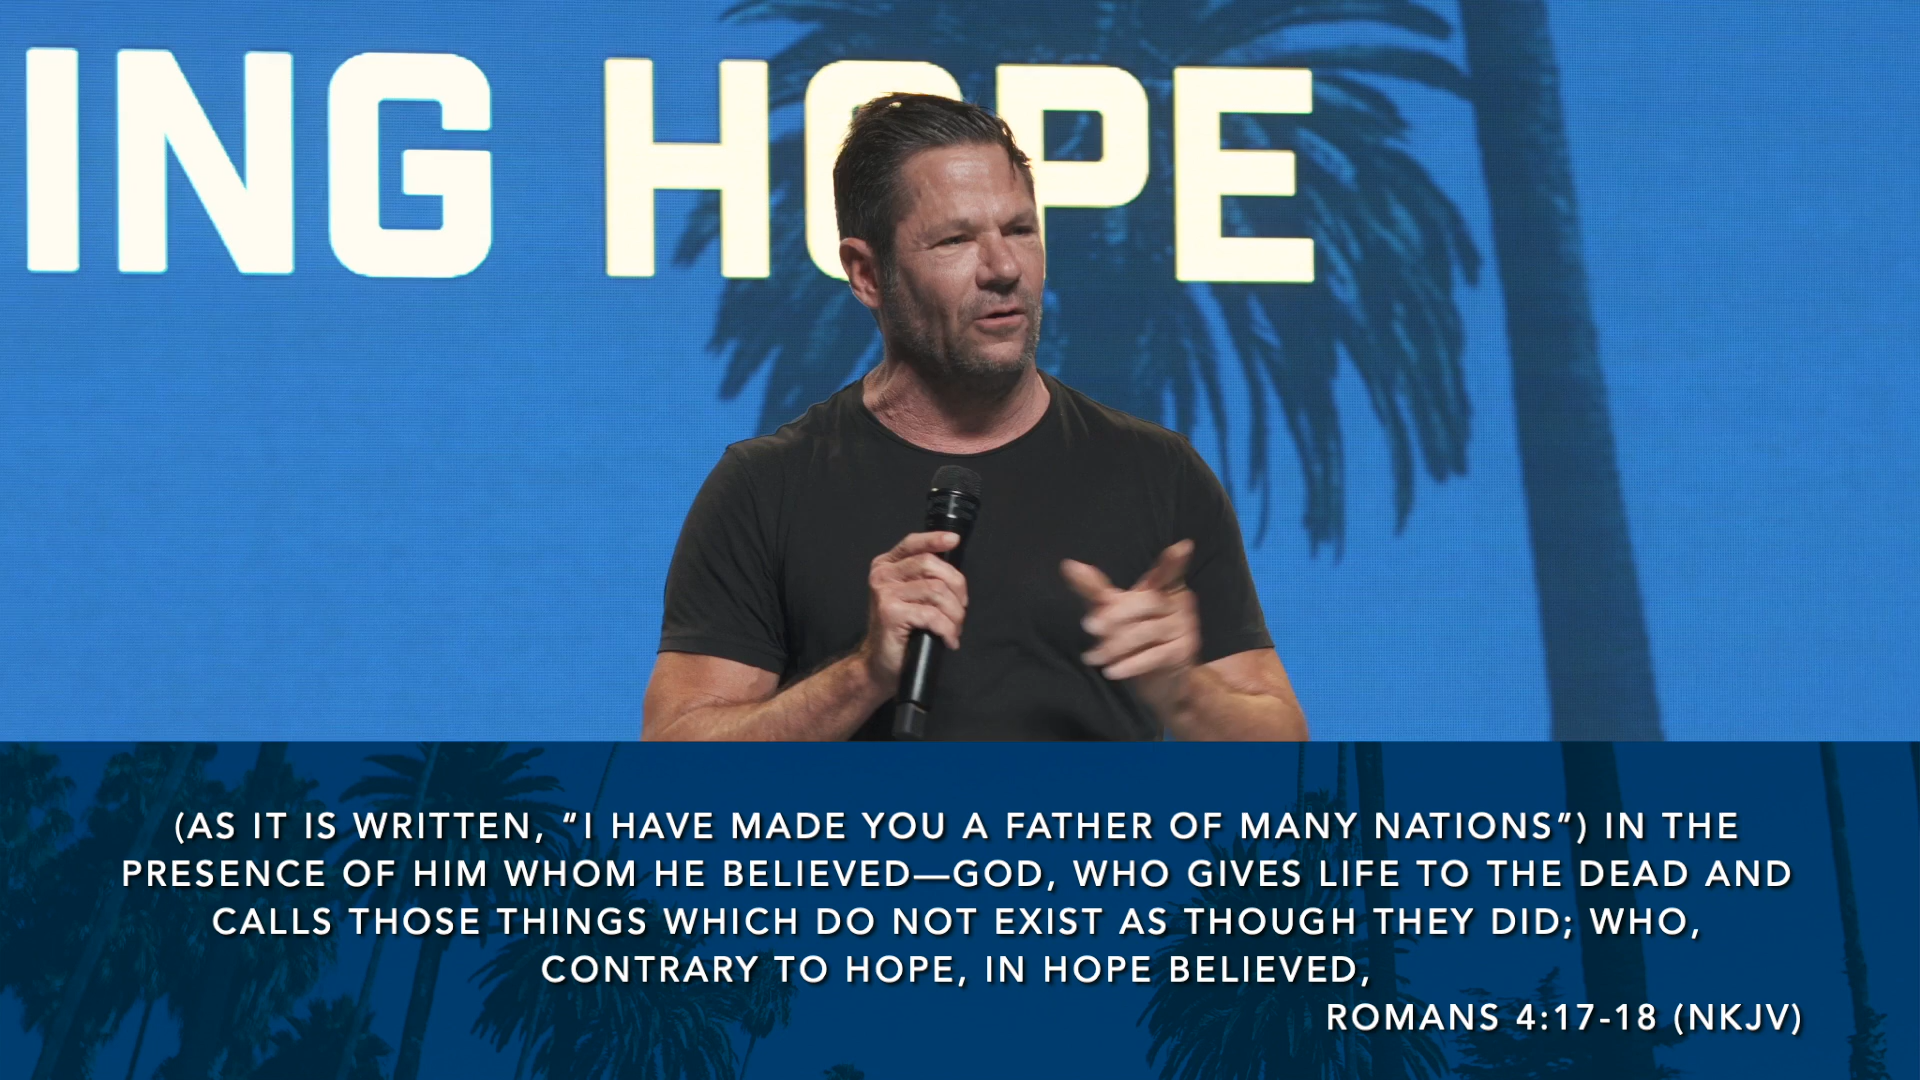 ING HOPE
(AS IT IS WRITTEN, “I HAVE MADE YOU A FATHER OF MANY NATIONS”) IN THE
PRESENCE OF HIM WHOM HE BELIEVED—GOD, WHO GIVES LIFE TO THE DEAD AND
CALLS THOSE THINGS WHICH DO NOT EXIST AS THOUGH THEY DID; WHO,
CONTRARY TO HOPE, IN HOPE BELIEVED,
ROMANS 4:17-18 (NKJV)